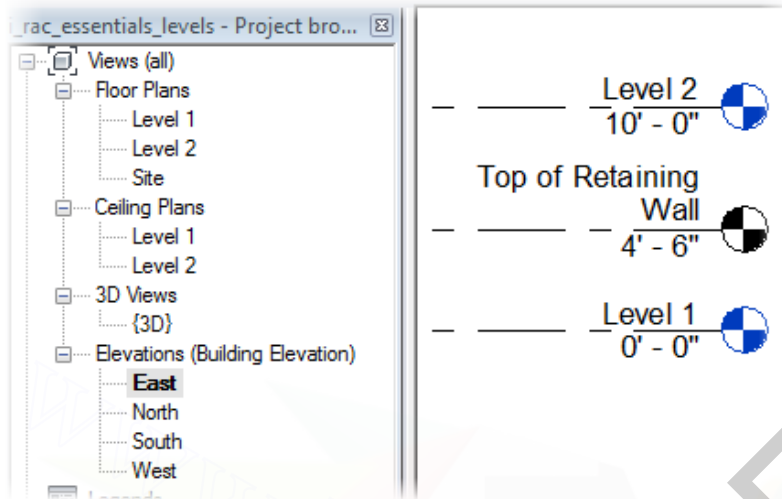 i_rac_essentials_levels - Project bro...
Views (all)
Floor Plans
Level 1
Level 2
Site
Ceiling Plans
Level 1
Level 2
3D Views
{3D}
Elevations (Building Elevation)
East
North
South
West
Level 2
10' - 0"
Top of Retaining
Wall
4' - 6"
Level 1
0' - 0"